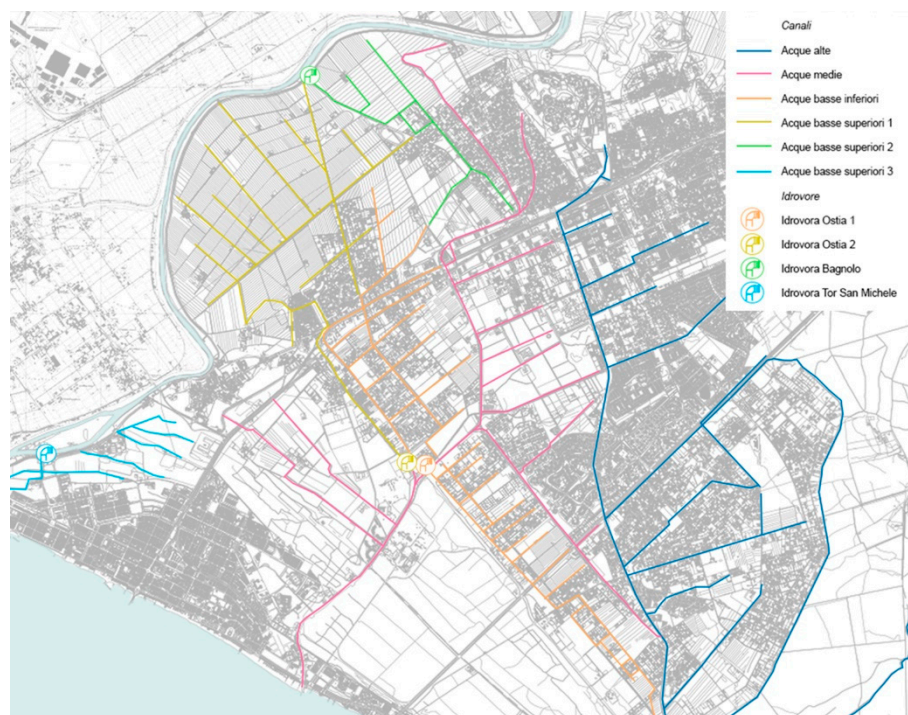 Canali
Acque alte
Acque medie
Acque basse inferiori
Acque basse superiori 1
Acque basse superiori 2
Acque basse superiori 3
Idrovore
Idrovora Ostia 1
Idrovora Ostia 2
Idrovora Bagnolo
Idrovora Tor San Michele